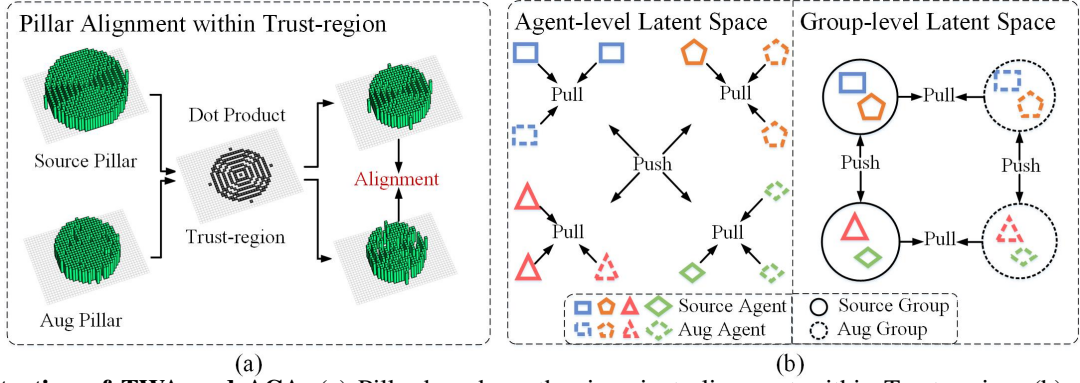 Pillar Alignment within Trust-region
Source Pillar
Dot Product
Alignment
Trust-region
Aug Pillar
(a)
Agent-level Latent Space
Pull
Pull
Push
Pull
Pull
Group-level Latent Space
Pull
Push
Push
Pull
Source Agent
Aug Agent
Source Group
Aug Group
(b)